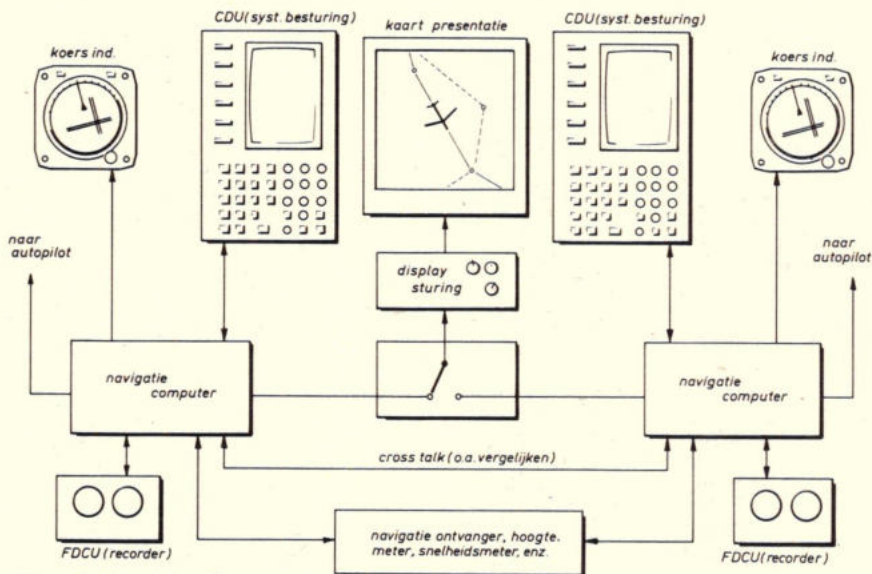 CDU (syst. besturing)
kaart presentatie
CDU (syst. besturing)
koers ind.
koers ind.
naar
autopilot
display
sturing
naar
autopilot
navigatie
computer
navigatie
computer
cross talk (o.a. vergelijken)
FDCU (recorder)
navigatie ontvanger, hoogte-
meter, snelheidsmeter, enz.
FDCU (recorder)